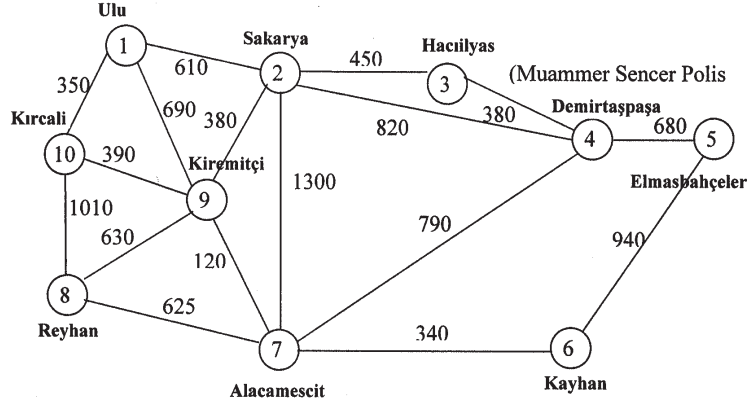 Ulu
1
610
Sakarya
2
450
Hacıilyas
3
(Muammer Sencer Polis
350
690
380
820
380
Demirtaşpaşa
4
680
5
Kırcali
10
390
Kiremitçi
9
1300
Elmasbahçeler
1010
630
120
790
940
8
Reyhan
625
7
Alacamescit
340
6
Kayhan